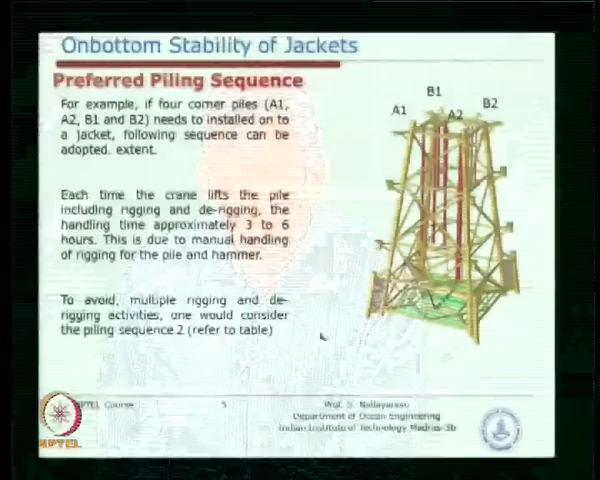 Onbottom Stability of Jackets
Preferred Piling Sequence
For example, if four corner piles (A1,
A2, B1 and B2) needs to installed on to
a jacket, following sequence can be
adopted. extent.
Each time the crane lifts the pile
including rigging and de-rigging, the
handling time approximately 3 to 6
hours. This is due to manual handling
of rigging for the pile and hammer.
To avoid, multiple rigging and de-
rigging activities, one would consider
the piling sequence 2 (refer to table)
B1
A1
A2
B2
NPTEL Course
5
Prof. S. Nallayarasu
Department of Ocean Engineering
Indian Institute of Technology Madras-36
NPTEL